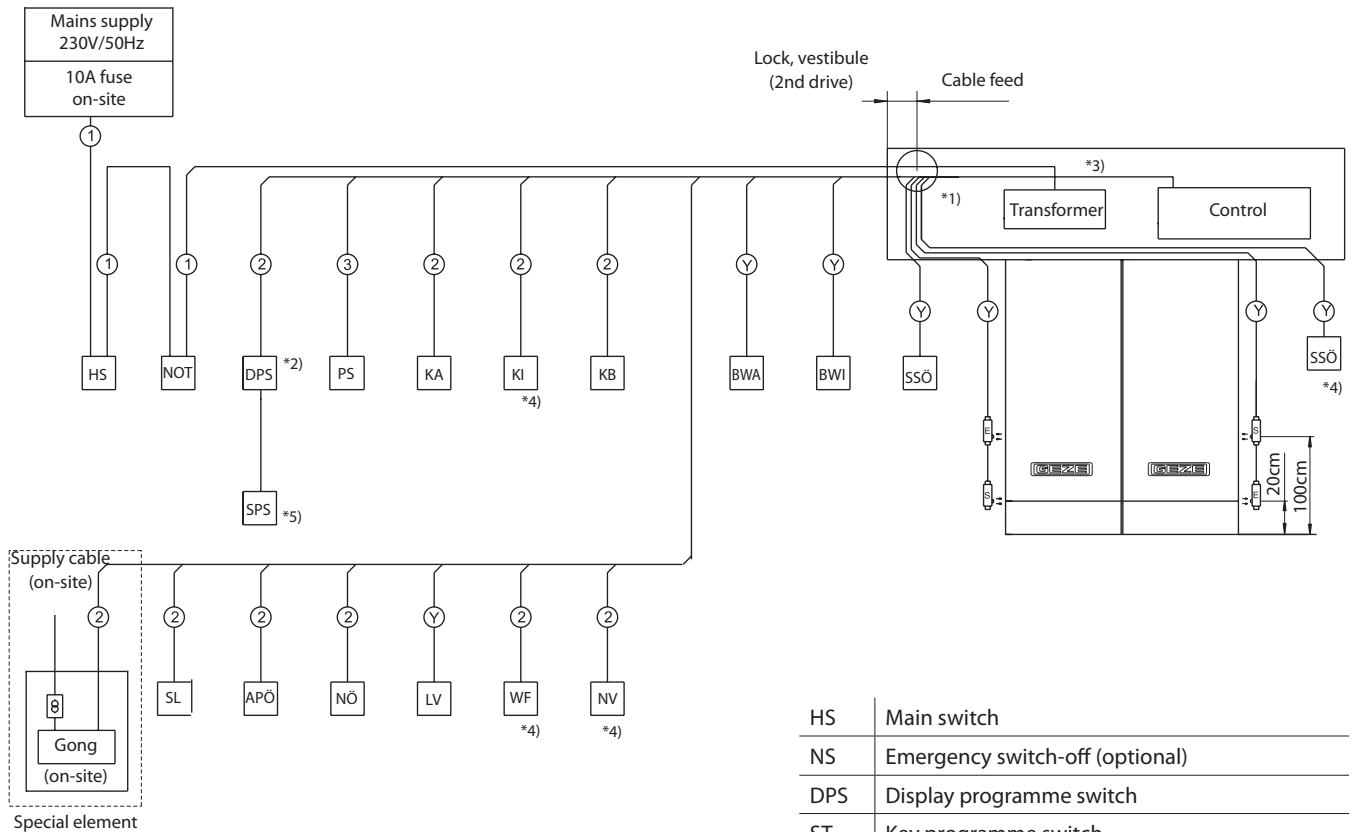 Mains supply
230V/50Hz
10A fuse
on-site
1
Lock, vestibule
(2nd drive)
Cable feed
*3)
*1)
Transformer
Control
1
1
2
3
2
2
2
Y
Y
Y
Y
Y
Y
HS
NOT
DPS
*2)
PS
KA
KI
*4)
KB
BWA
BWI
SSÖ
SSÖ
*4)
E
S
S
E
GEZE
GEZE
20cm
100cm
SPS
*5)
Supply cable
(on-site)
2
2
2
2
Y
2
2
SL
APÖ
NÖ
LV
WF
*4)
NV
*4)
8
Gong
(on-site)
Special element
HS Main switch
NS Emergency switch-off (optional)
DPS Display programme switch